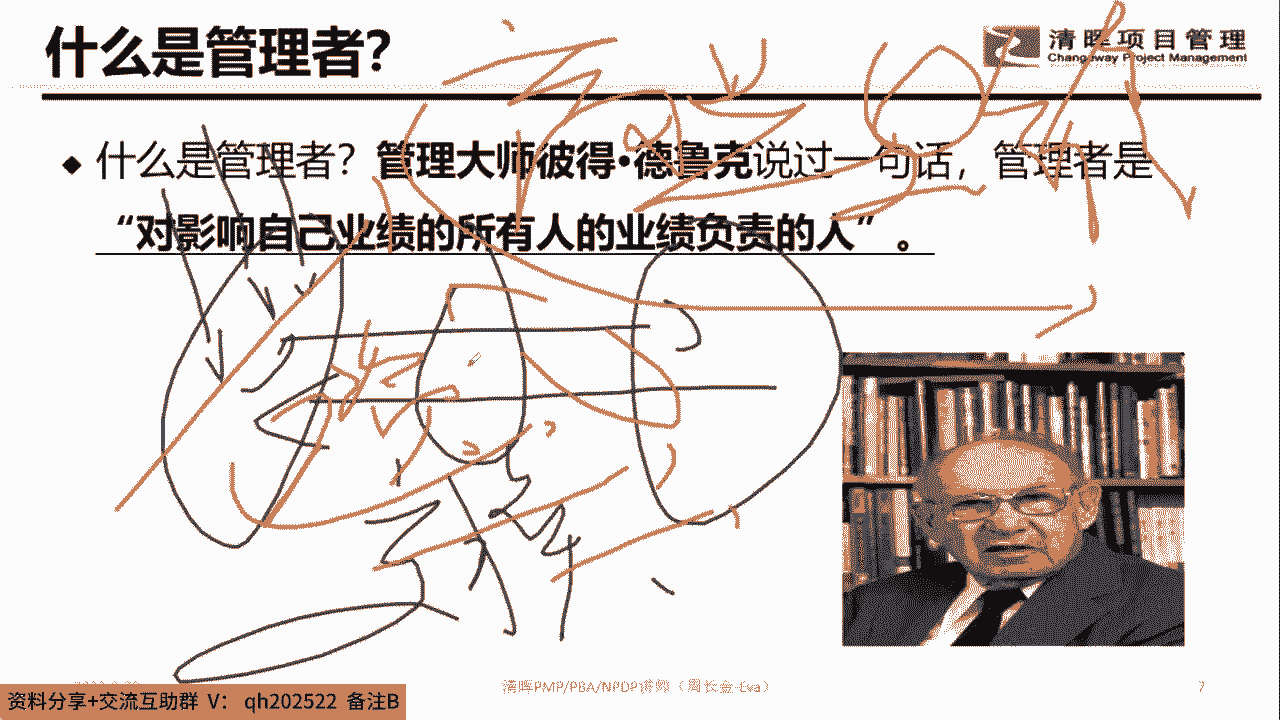 什么是管理者?
清晖项目管理
Changqway Project Management
什么是管理者？管理大师彼得•德鲁克说过一句话，管理者是
“对影响自己业绩的所有人的业绩负责的人”。
清晖PMP/PBA/NPDP讲师（周长金-Eva）
7
资料分享+交流互助群 V： qh202522 备注B